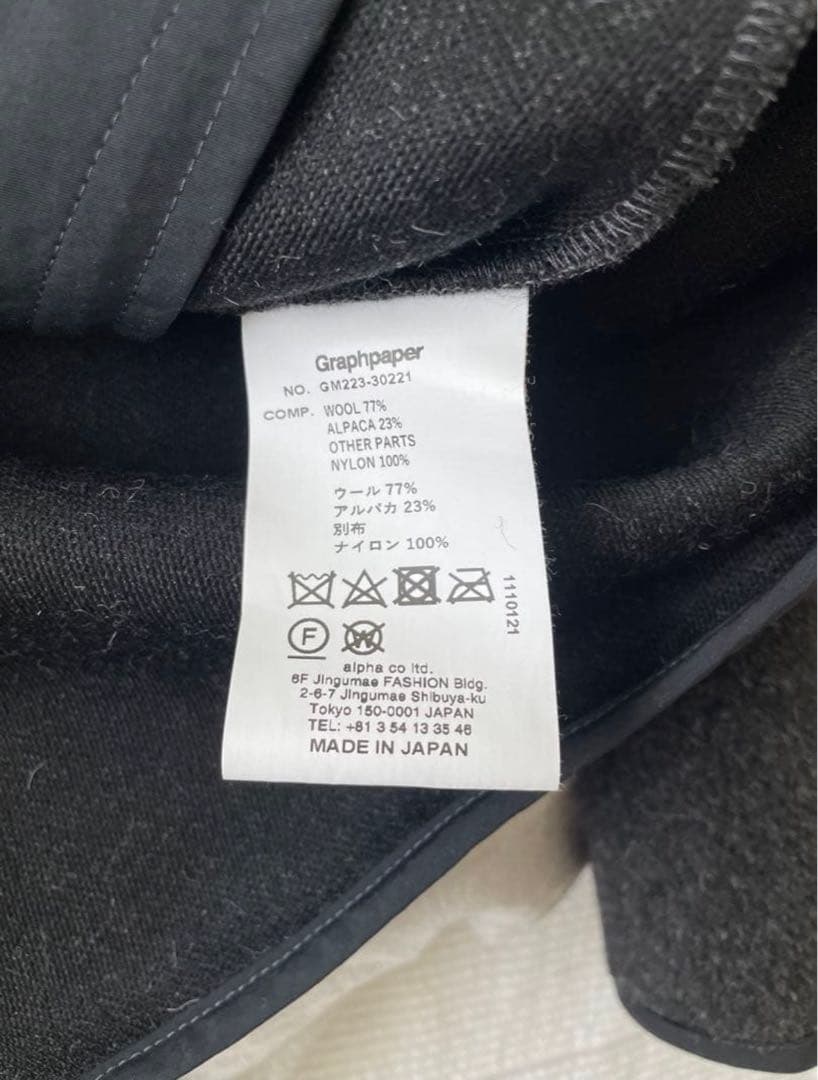 Graphpaper
NO. GM223-30221
COMP. WOOL 77%
ALPACA 23%
OTHER PARTS
NYLON 100%
ウール 77%
アルパカ 23%
別布
ナイロン 100%
1110121
F W
alpha co ltd.
6F Jingumae FASHION Bldg.
2-6-7 Jingumae Shibuya-ku
Tokyo 150-0001 JAPAN
TEL: +81 3 54 13 35 46
MADE IN JAPAN